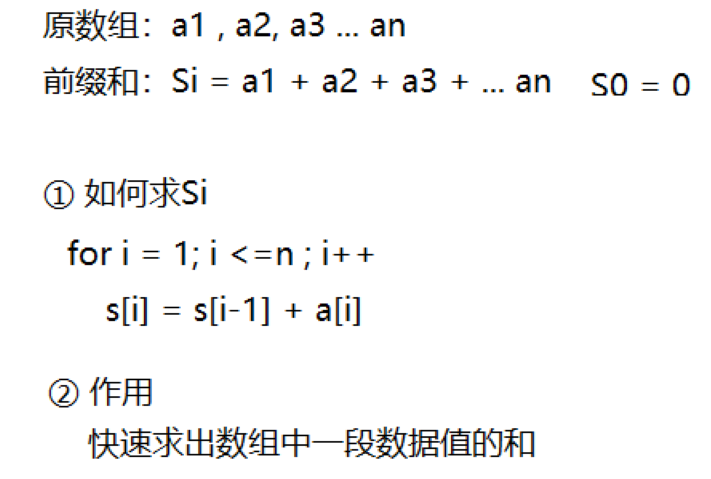 原数组：a1 , a2, a3 ... an
前缀和：Si = a1 + a2 + a3 + ... an S0 = 0
① 如何求Si
for i = 1; i <=n ; i++
s[i] = s[i-1] + a[i]
② 作用
快速求出数组中一段数据值的和